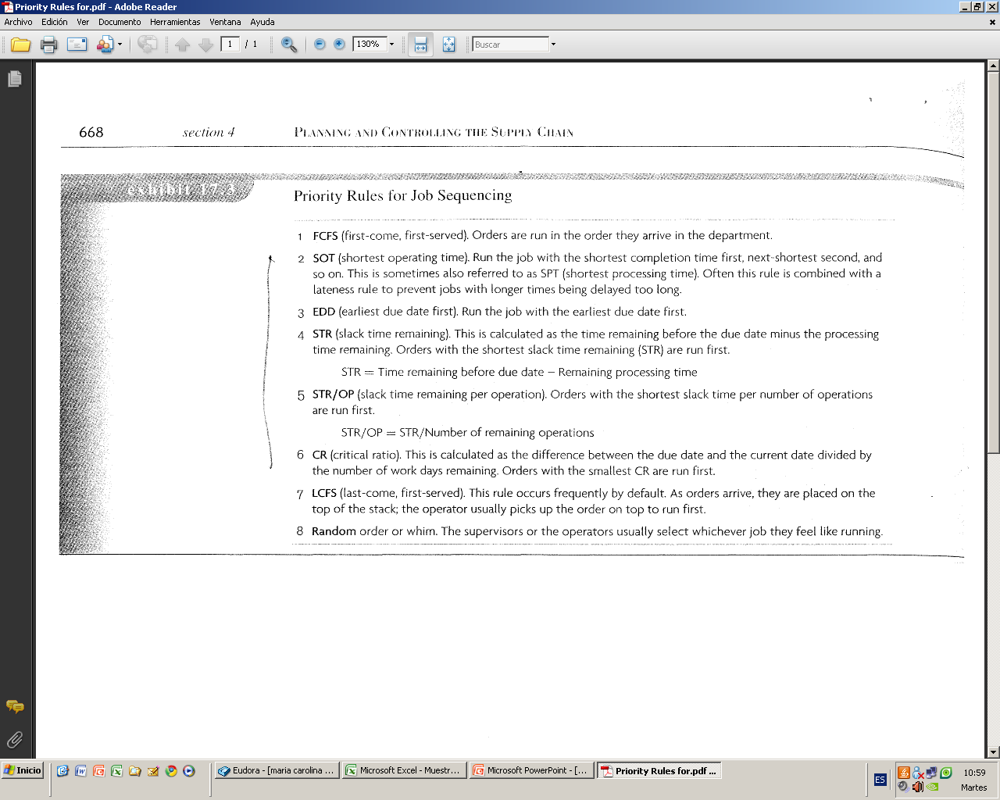 Priority Rules for.pdf - Adobe Reader
Archivo Edición Ver Documento Herramientas Ventana Ayuda
1 / 1 130% Buscar
668 section 4 PLANNING AND CONTROLLING THE SUPPLY CHAIN
exhibit 17.3
Priority Rules for Job Sequencing
1 FCFS (first-come, first-served). Orders are run in the order they arrive in the department.
2 SOT (shortest operating time). Run the job with the shortest completion time first, next-shortest second, and
so on. This is sometimes also referred to as SPT (shortest processing time). Often this rule is combined with a
lateness rule to prevent jobs with longer times being delayed too long.
3 EDD (earliest due date first). Run the job with the earliest due date first.
4 STR (slack time remaining). This is calculated as the time remaining before the due date minus the processing
time remaining. Orders with the shortest slack time remaining (STR) are run first.
STR = Time remaining before due date − Remaining processing time
5 STR/OP (slack time remaining per operation). Orders with the shortest slack time per number of operations
are run first.
STR/OP = STR/Number of remaining operations
6 CR (critical ratio). This is calculated as the difference between the due date and the current date divided by
the number of work days remaining. Orders with the smallest CR are run first.
7 LCFS (last-come, first-served). This rule occurs frequently by default. As orders arrive, they are placed on the
top of the stack; the operator usually picks up the order on top to run first.
8 Random order or whim. The supervisors or the operators usually select whichever job they feel like running.
Inicio Eudora - [maria carolina ... Microsoft Excel - Muestr... Microsoft PowerPoint - [... Priority Rules for.pdf ... ES 10:59
Martes